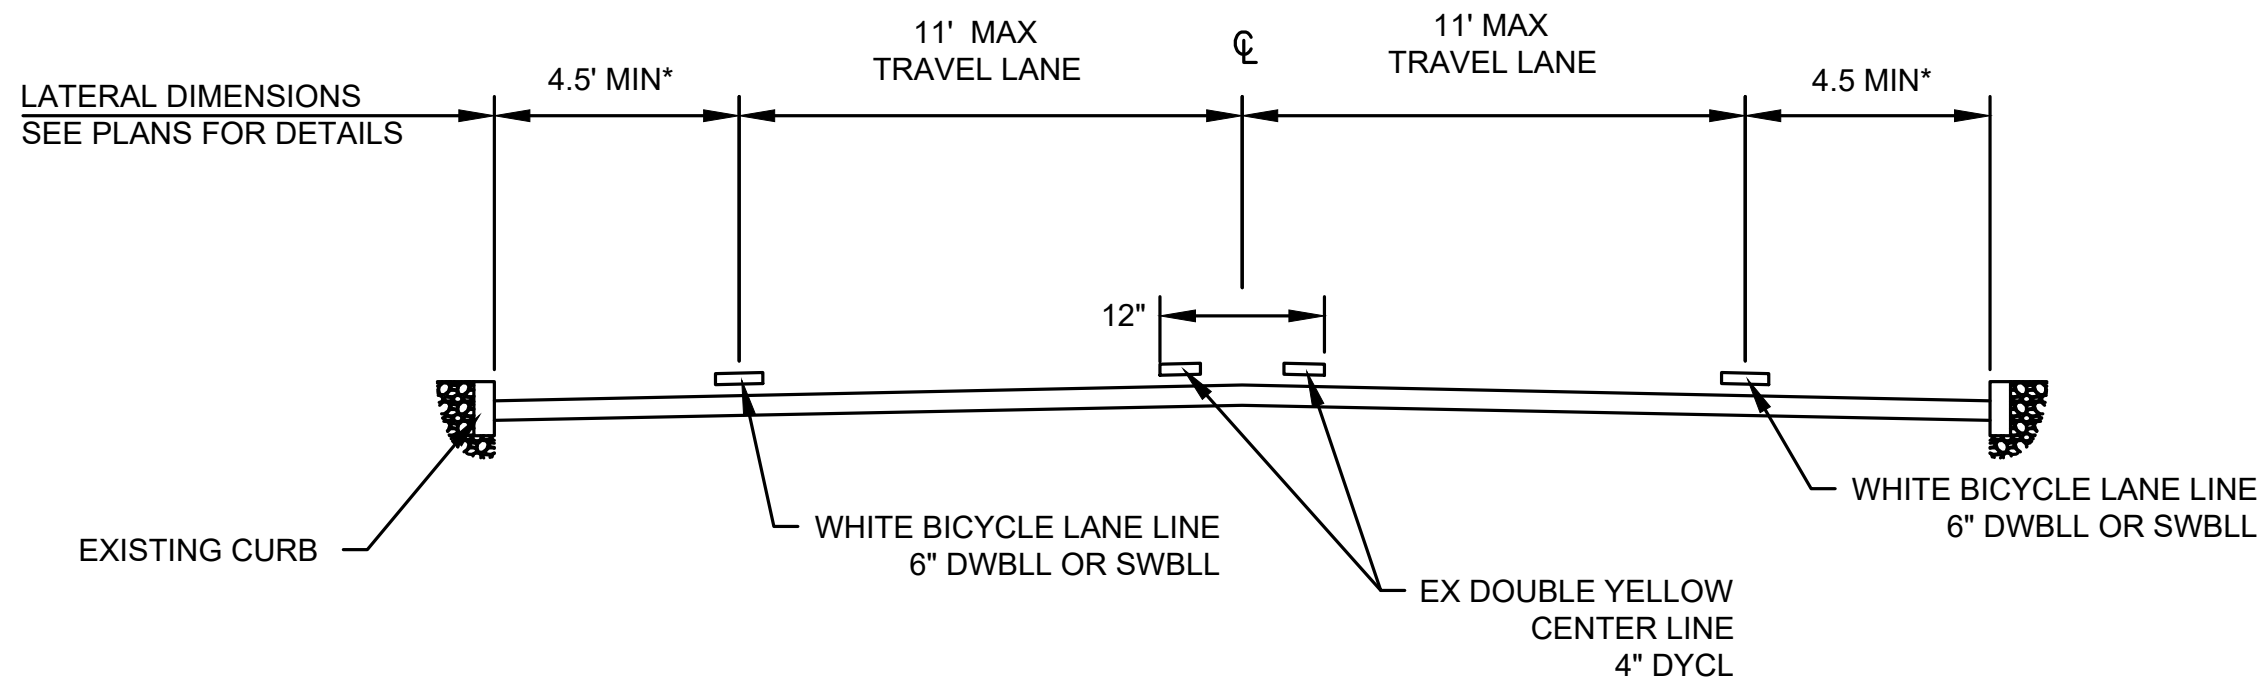 11' MAX
TRAVEL LANE
℄
11' MAX
TRAVEL LANE
4.5' MIN*
4.5 MIN*
LATERAL DIMENSIONS
SEE PLANS FOR DETAILS
12"
EXISTING CURB
WHITE BICYCLE LANE LINE
6" DWBLL OR SWBLL
EX DOUBLE YELLOW
CENTER LINE
4" DYCL
WHITE BICYCLE LANE LINE
6" DWBLL OR SWBLL